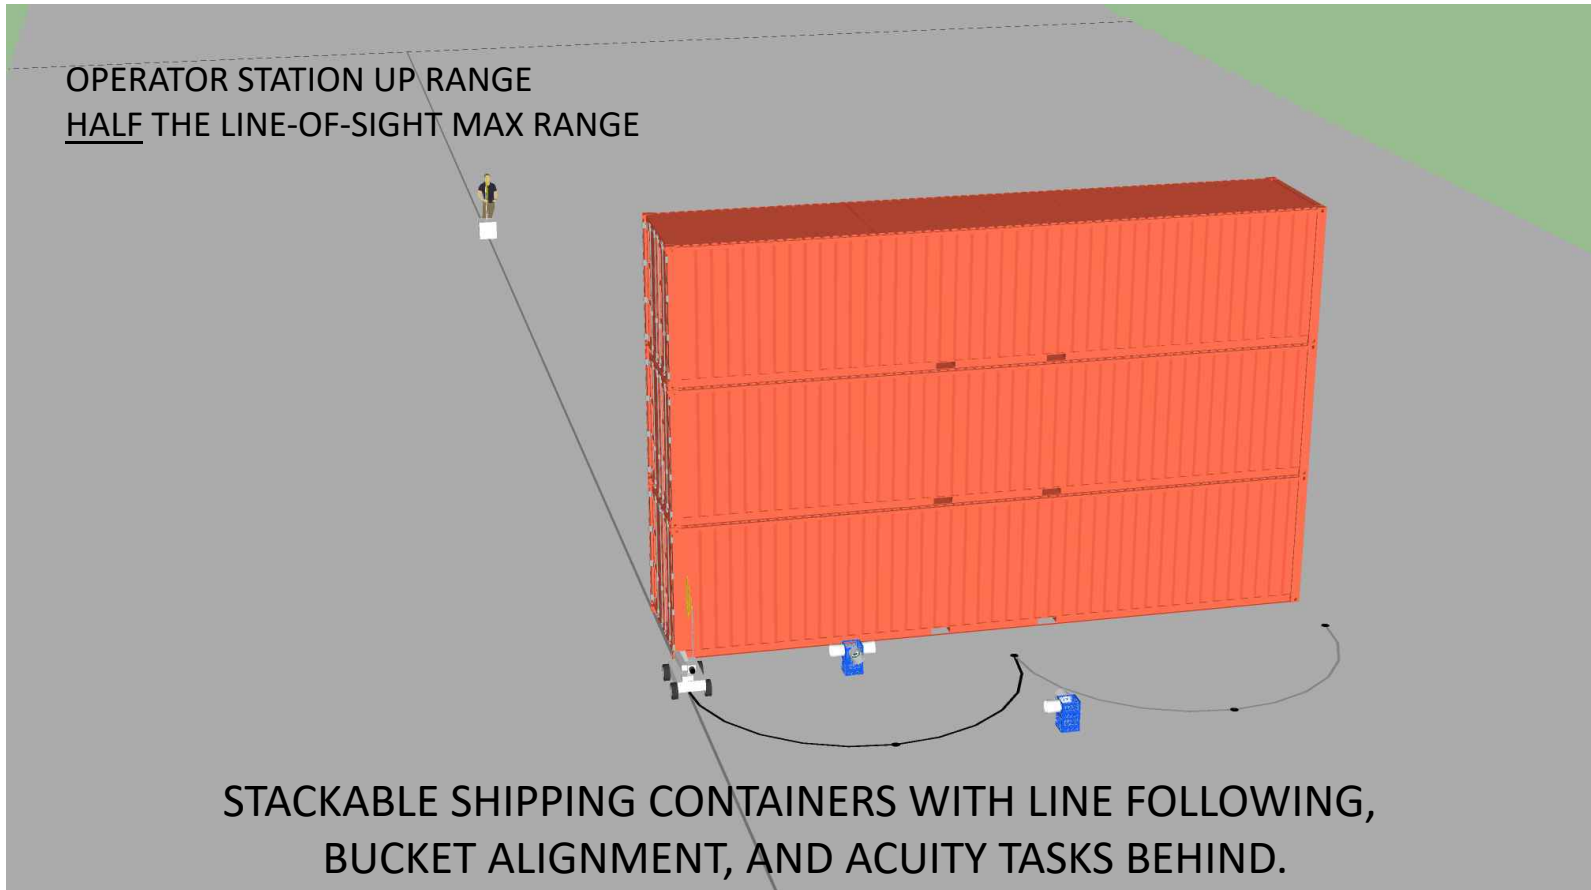 OPERATOR STATION UP RANGE
HALF THE LINE-OF-SIGHT MAX RANGE
STACKABLE SHIPPING CONTAINERS WITH LINE FOLLOWING,
BUCKET ALIGNMENT, AND ACUITY TASKS BEHIND.